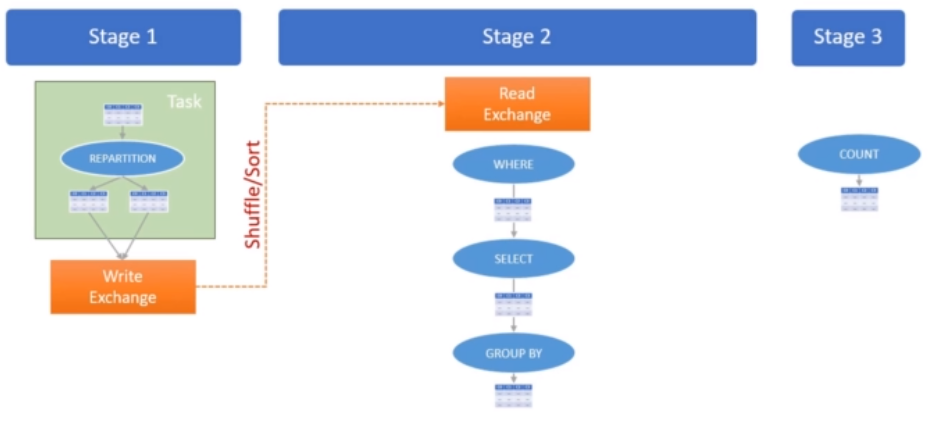 Stage 1
Stage 2
Stage 3
Task
REPARTITION
Write
Exchange
Shuffle/Sort
Read
Exchange
WHERE
SELECT
GROUP BY
COUNT